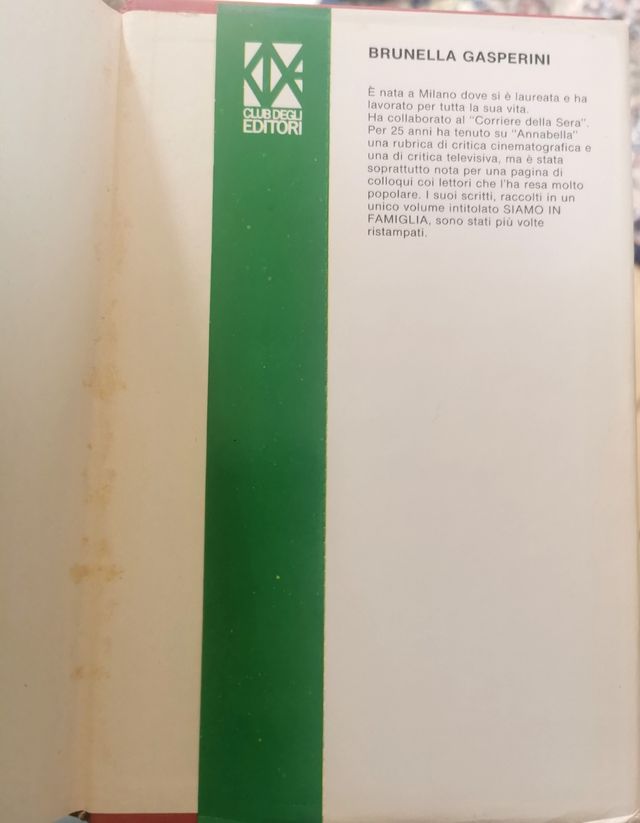 CLUB DEGLI
EDITORI
BRUNELLA GASPERINI
È nata a Milano dove si è laureata e ha
lavorato per tutta la sua vita.
Ha collaborato al "Corriere della Sera".
Per 25 anni ha tenuto su "Annabella"
una rubrica di critica cinematografica e
una di critica televisiva, ma è stata
soprattutto nota per una pagina di
colloqui coi lettori che l'ha resa molto
popolare. I suoi scritti, raccolti in un
unico volume intitolato SIAMO IN
FAMIGLIA, sono stati più volte
ristampati.